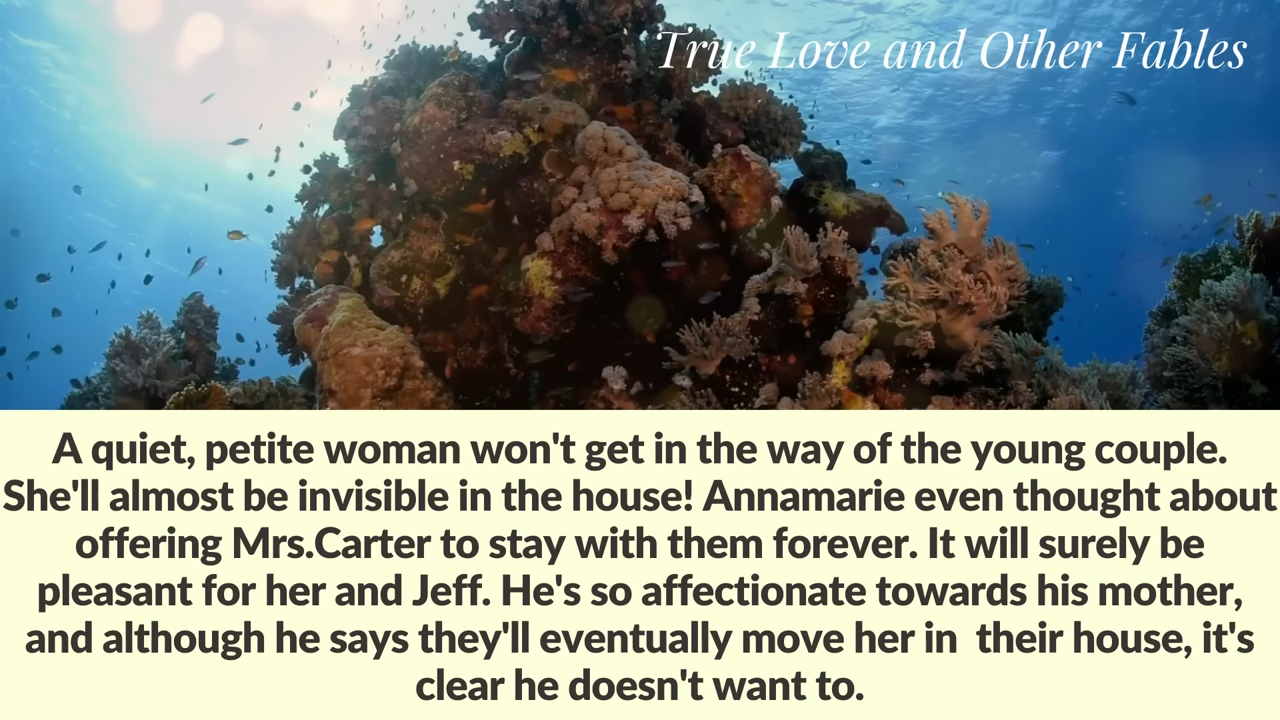 True Love and Other Fables
A quiet, petite woman won't get in the way of the young couple.
She'll almost be invisible in the house! Annamarie even thought about
offering Mrs.Carter to stay with them forever. It will surely be
pleasant for her and Jeff. He's so affectionate towards his mother,
and although he says they'll eventually move her in  their house, it's
clear he doesn't want to.